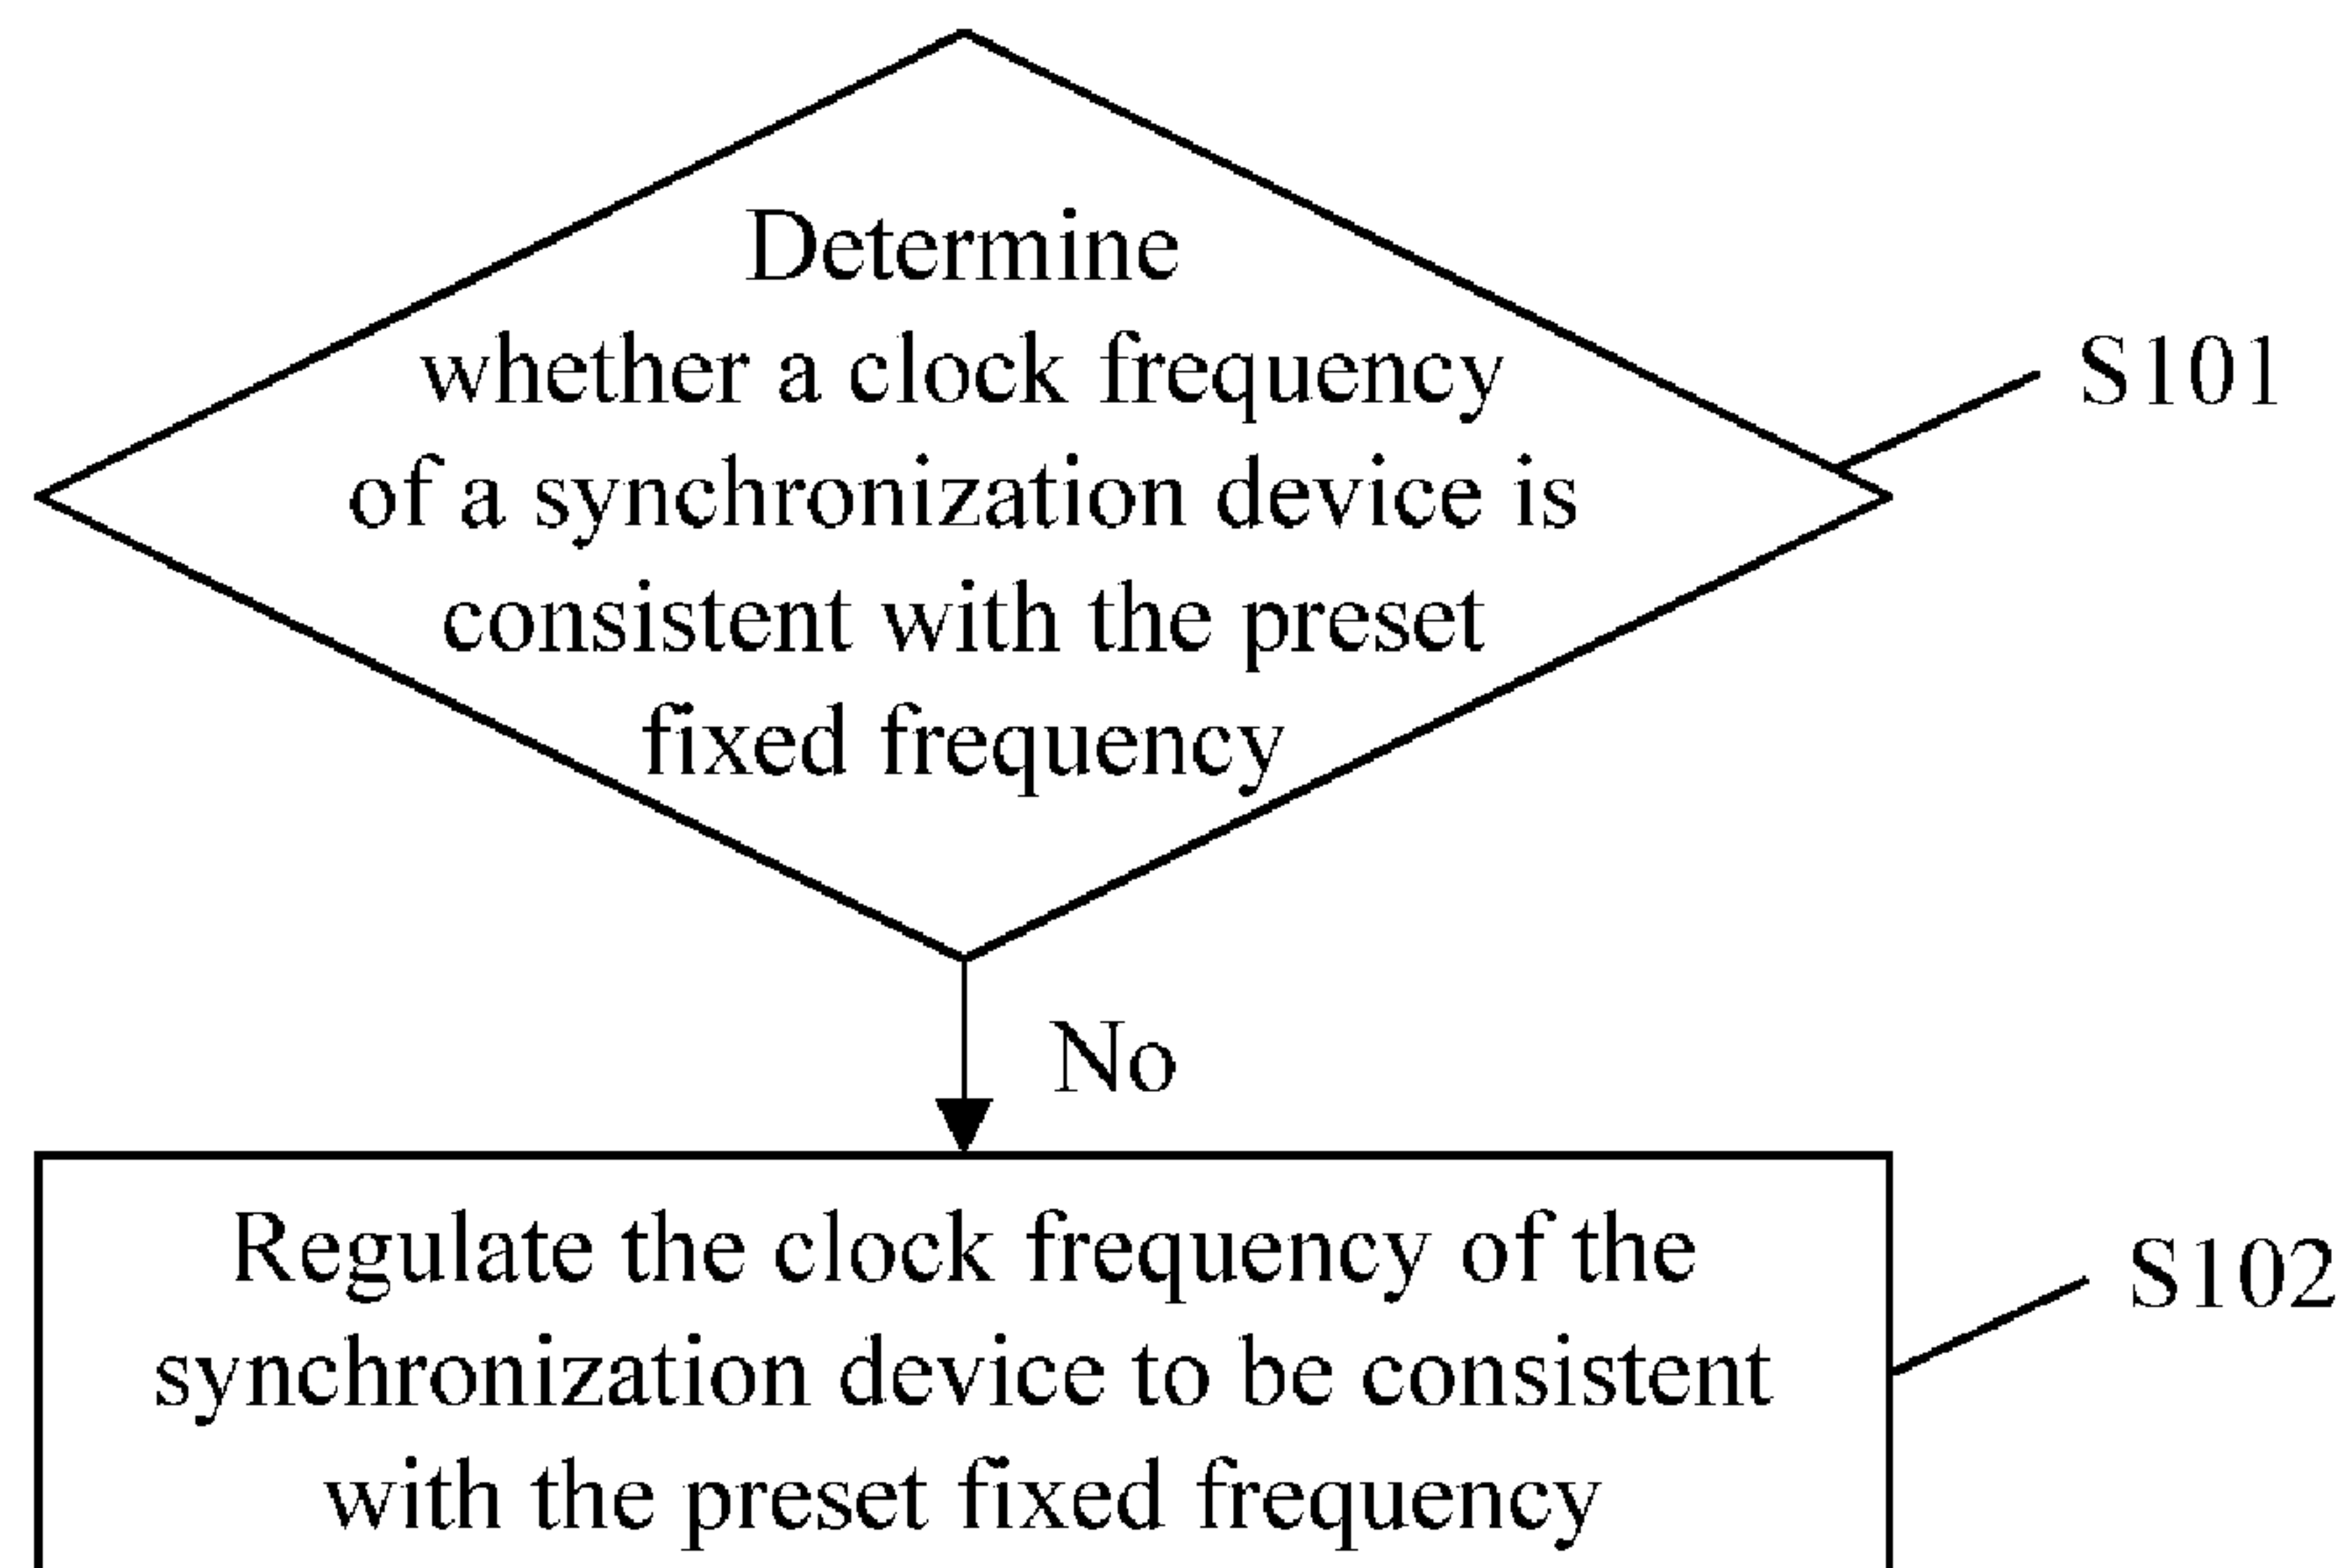 Determine
whether a clock frequency
of a synchronization device is
consistent with the preset
fixed frequency
S101
No
Regulate the clock frequency of the
synchronization device to be consistent
with the preset fixed frequency
S102